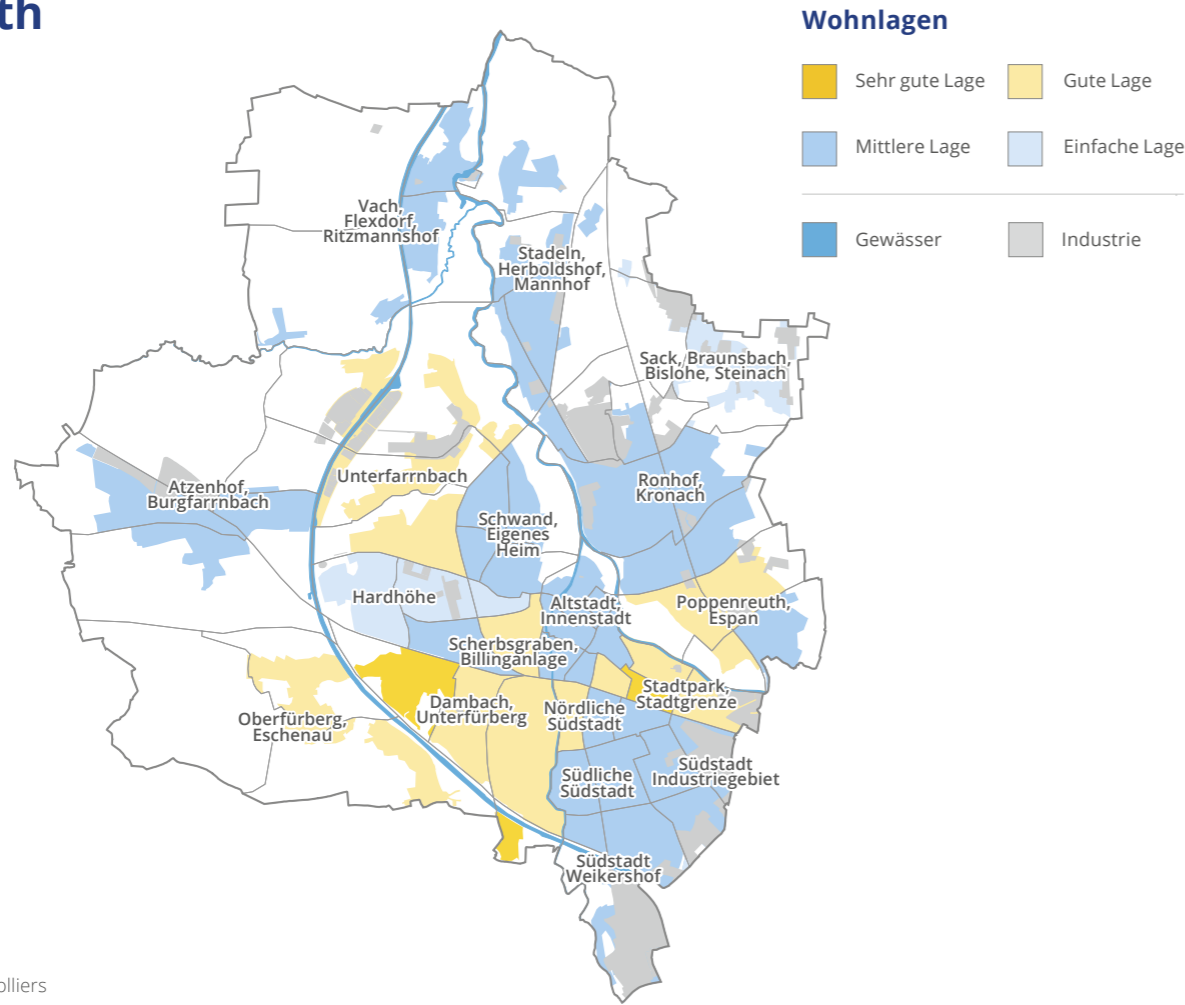 th
Wohnlagen
Sehr gute Lage
Gute Lage
Mittlere Lage
Einfache Lage
Gewässer
Industrie
Vach,
Flexdorf,
Ritzmannshof
Stadeln,
Herboldshof,
Mannhof
Sack, Braunsbach,
Bislohe, Steinach
Unterfarrnbach
Atzenhof,
Burgfarrnbach
Ronhof,
Kronach
Schwand,
Eigenes
Heim
Hardhöhe
Altstadt,
Innenstadt
Poppenreuth,
Espan
Scherbsgraben,
Billinganlage
Stadtpark,
Stadtgrenze
Dambach,
Unterfürberg
Nördliche
Südstadt
Oberfürberg,
Eschenau
Südliche
Südstadt
Südstadt
Industriegebiet
Südstadt
Weikershof
olliers